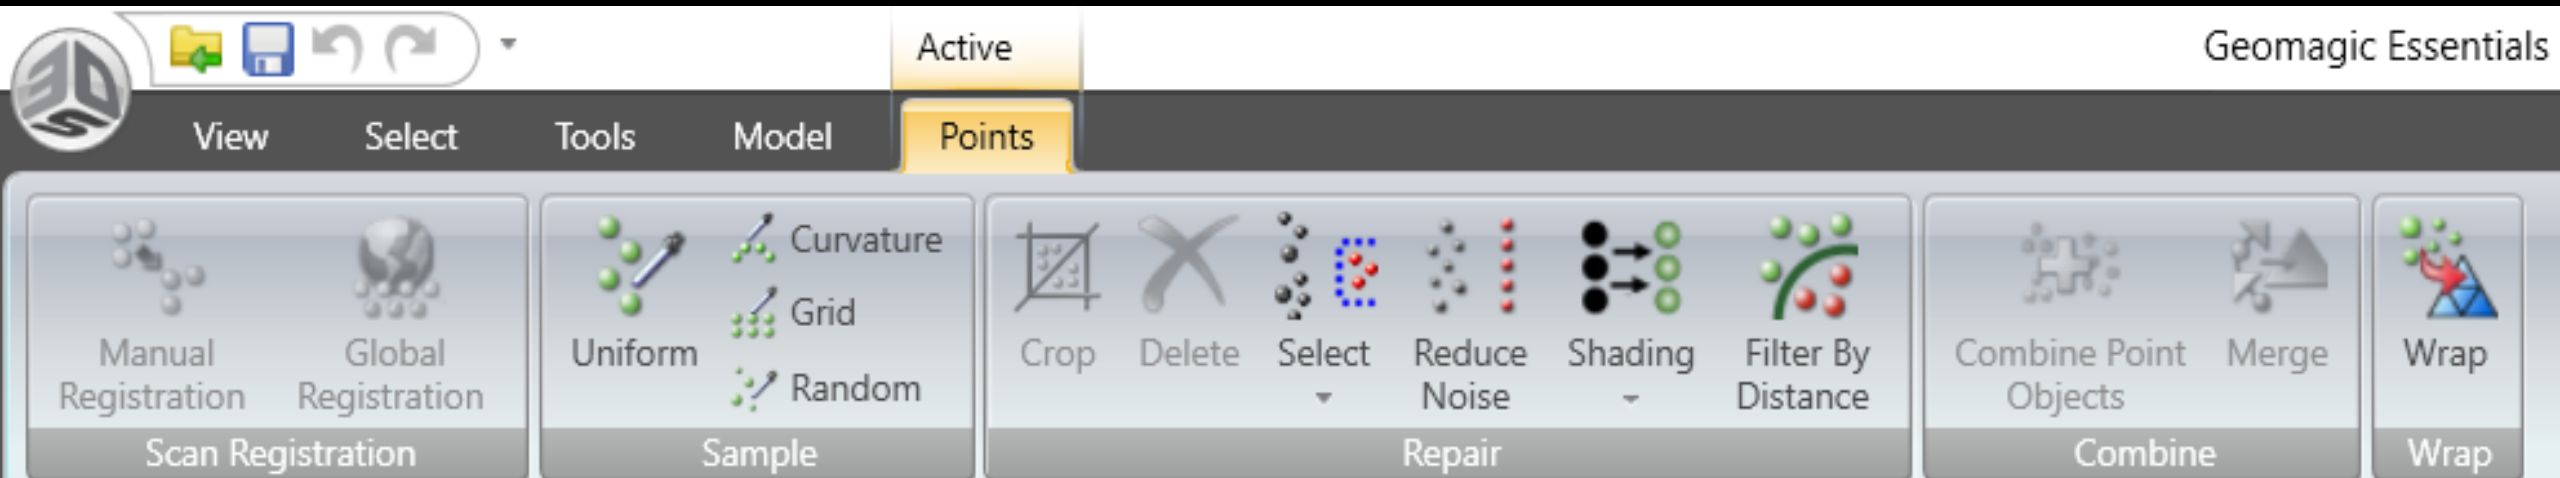 Active
Geomagic Essentials
View Select Tools Model Points
Manual
Registration
Global
Registration
Scan Registration
Uniform
Curvature
Grid
Random
Sample
Crop
Delete
Select
Reduce
Noise
Shading
Filter By
Distance
Repair
Combine Point
Objects
Merge
Combine
Wrap
Wrap